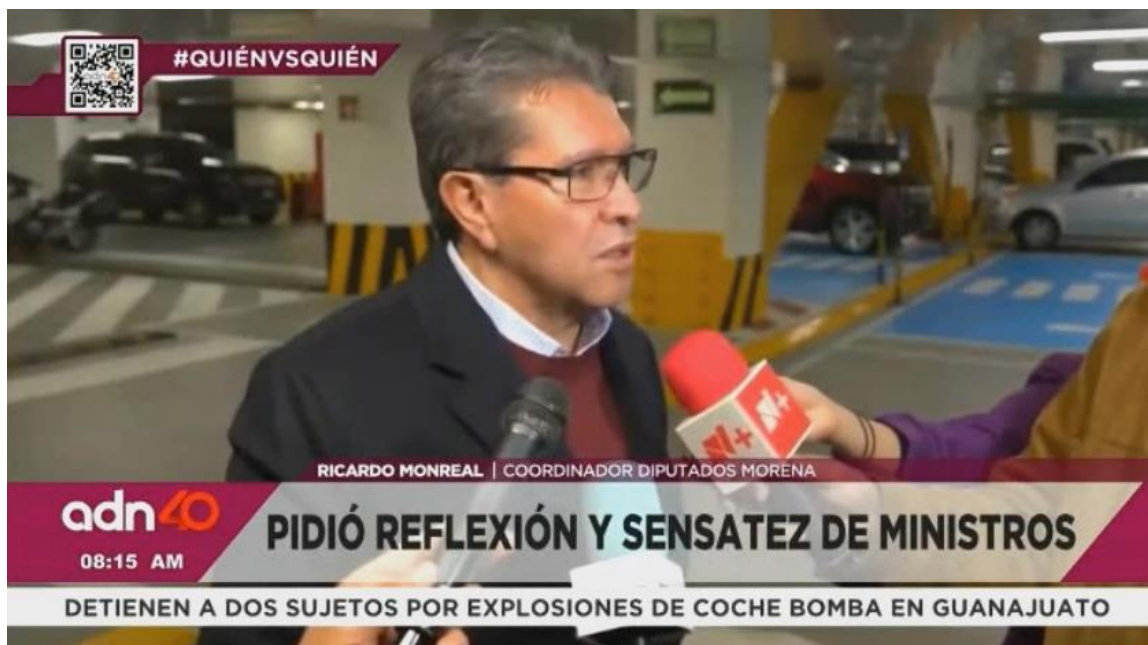 #QUIÉNVSQUIÉN
RICARDO MONREAL | COORDINADOR DIPUTADOS MORENA
adn40
08:15 AM
PIDIÓ REFLEXIÓN Y SENSATEZ DE MINISTROS
DETIENEN A DOS SUJETOS POR EXPLOSIONES DE COCHE BOMBA EN GUANAJUATO
N+
N+